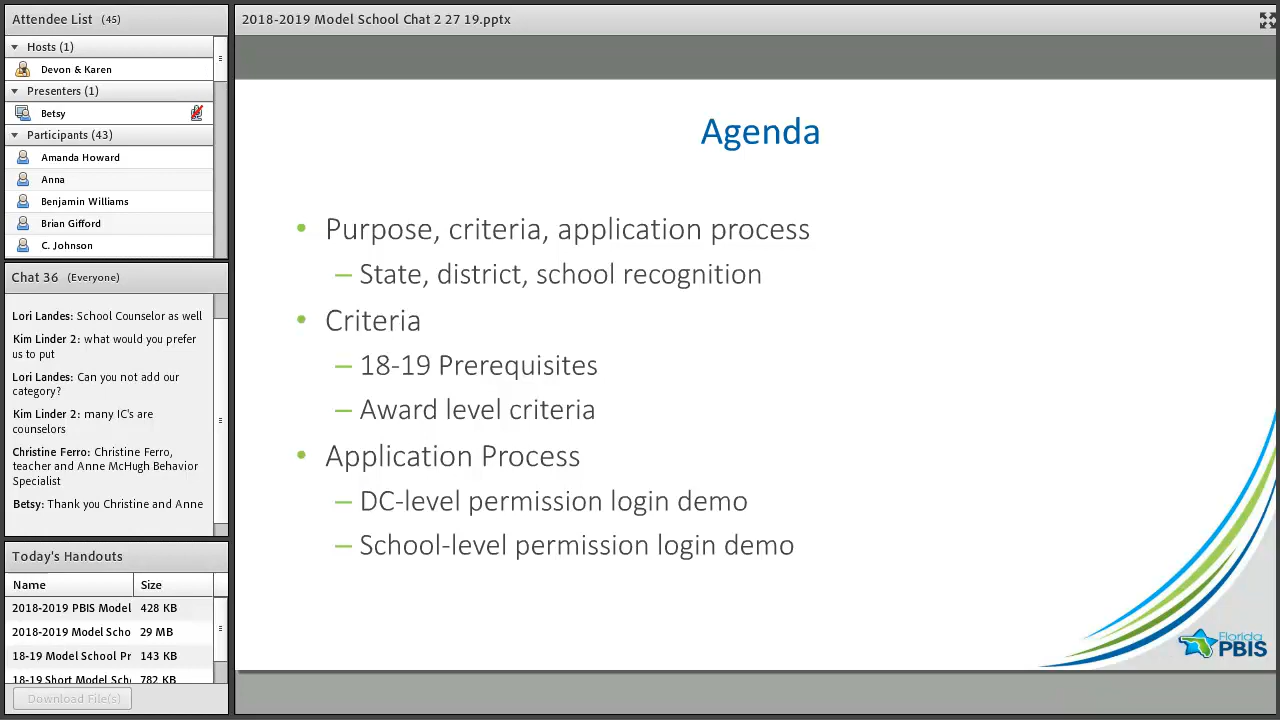 Attendee List (45)
Hosts (1)
Devon & Karen
Presenters (1)
Betsy
Participants (43)
Amanda Howard
Anna
Benjamin Williams
Brian Gifford
C. Johnson
Chat 36 (Everyone)
Lori Landes: School Counselor as well
Kim Linder 2: what would you prefer
us to put
Lori Landes: Can you not add our
category?
Kim Linder 2: many IC's are
counselors
Christine Ferro: Christine Ferro,
teacher and Anne McHugh Behavior
Specialist
Betsy: Thank you Christine and Anne
Today's Handouts
Name Size
2018-2019 PBIS Model 428 KB
2018-2019 Model Scho 29 MB
18-19 Model School Pr 143 KB
18-19 Short Model Sch 782 KB
Download File(s)
2018-2019 Model School Chat 2 27 19.pptx
Agenda
• Purpose, criteria, application process
– State, district, school recognition
• Criteria
– 18-19 Prerequisites
– Award level criteria
• Application Process
– DC-level permission login demo
– School-level permission login demo
Florida
PBIS